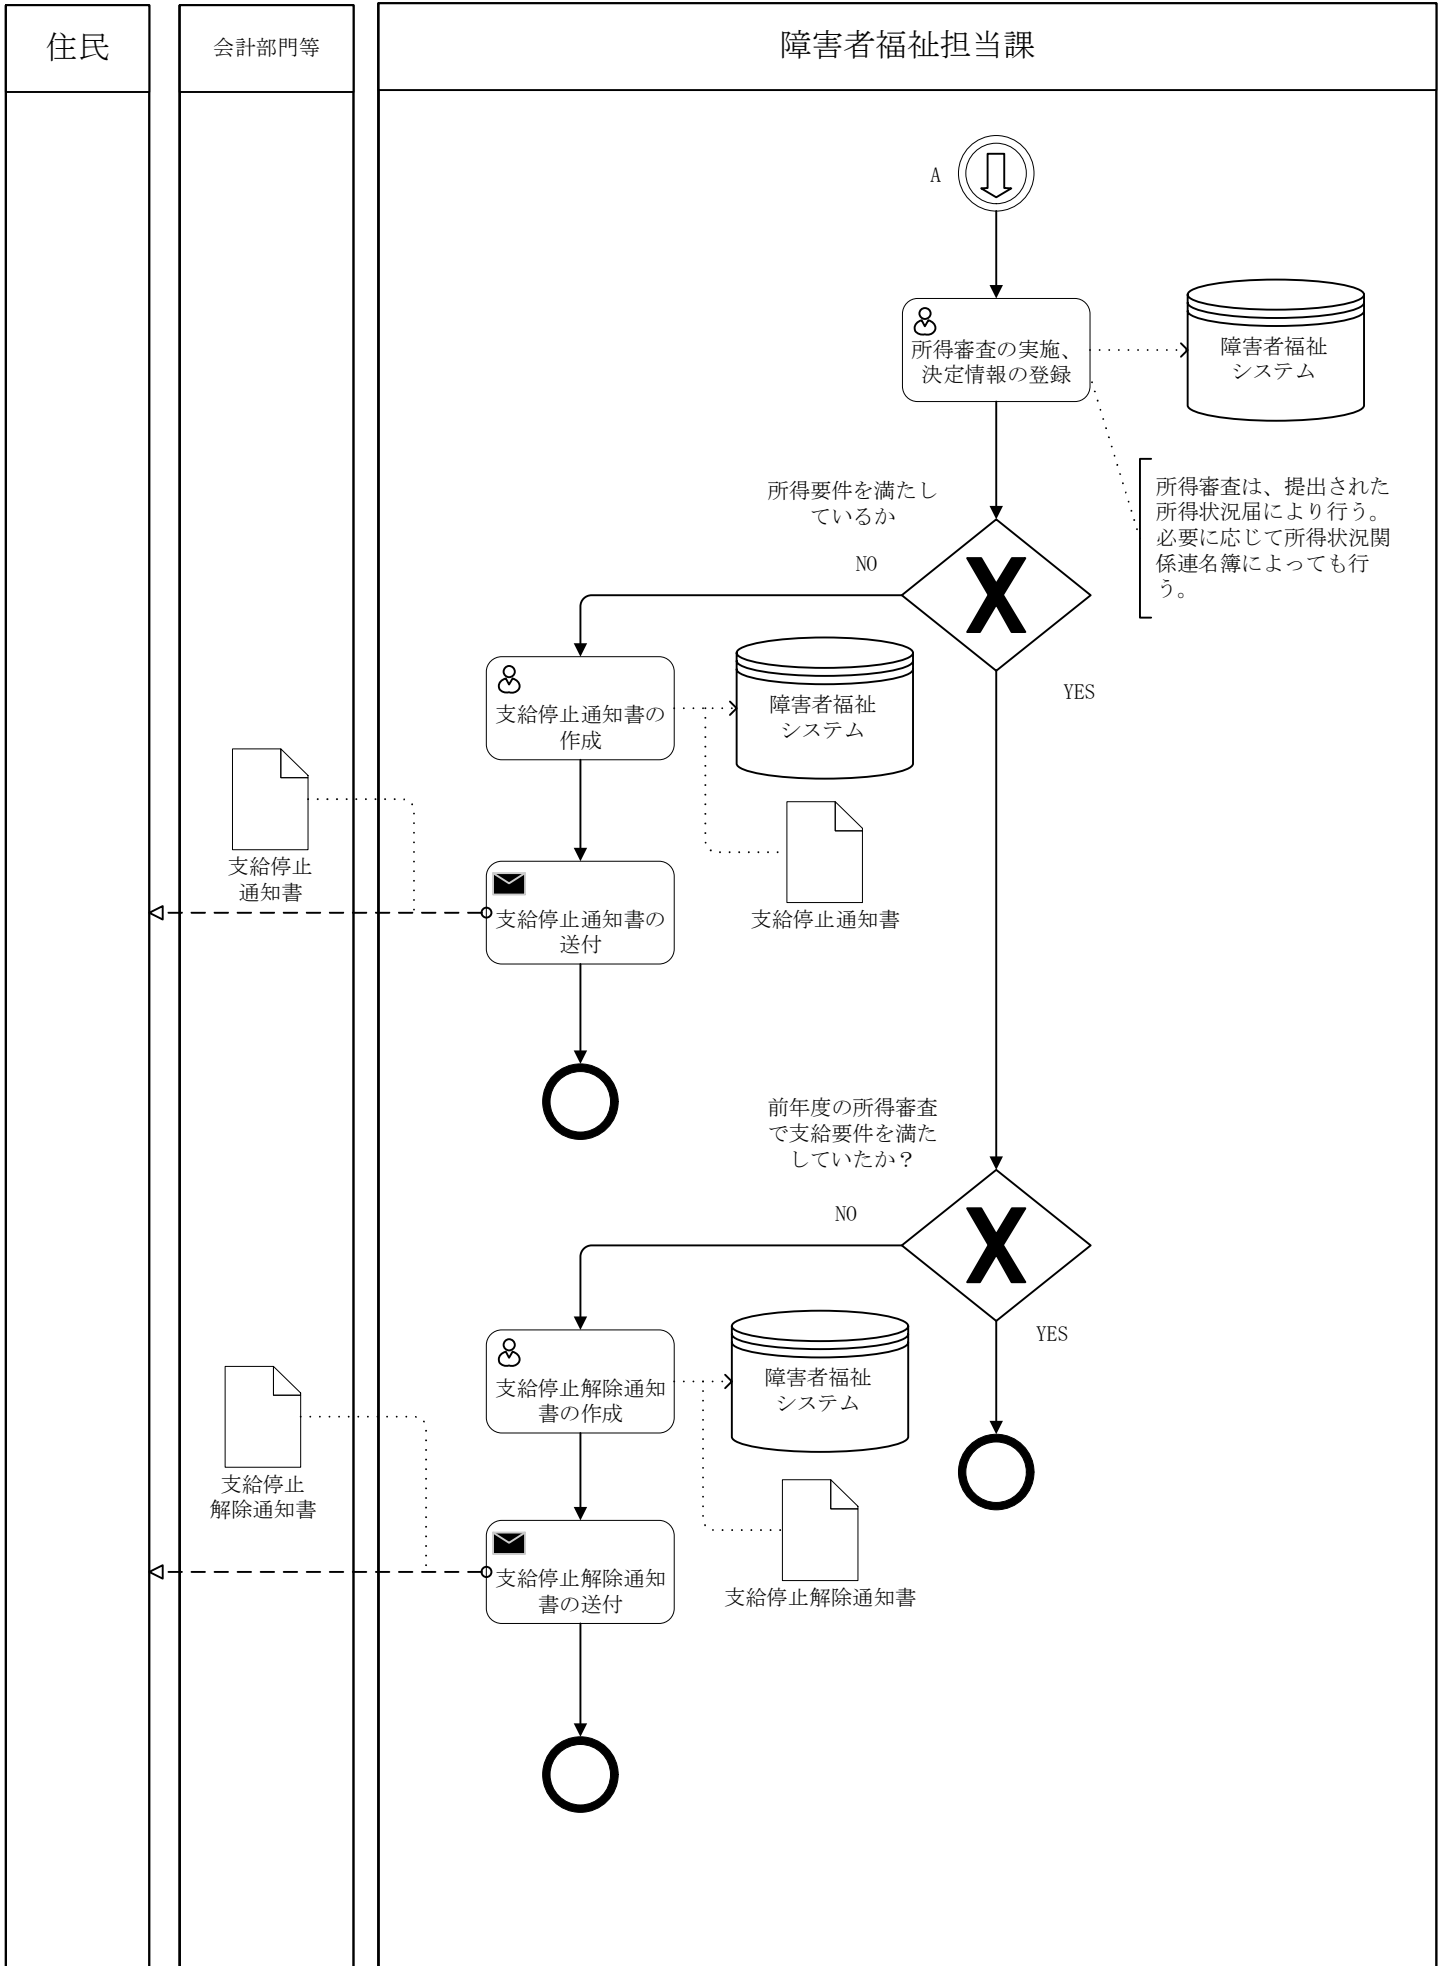 住民
会計部門等
障害者福祉担当課
A
所得審査の実施、
決定情報の登録
障害者福祉
システム
所得要件を満たし
ているか
所得審査は、提出された
所得状況届により行う。
必要に応じて所得状況関
係連名簿によっても行
う。
NO
YES
支給停止通知書の
作成
障害者福祉
システム
支給停止
通知書
支給停止通知書
支給停止通知書の
送付
前年度の所得審査
で支給要件を満た
していたか？
NO
YES
支給停止解除通知
書の作成
障害者福祉
システム
支給停止
解除通知書
支給停止解除通知書
支給停止解除通知
書の送付